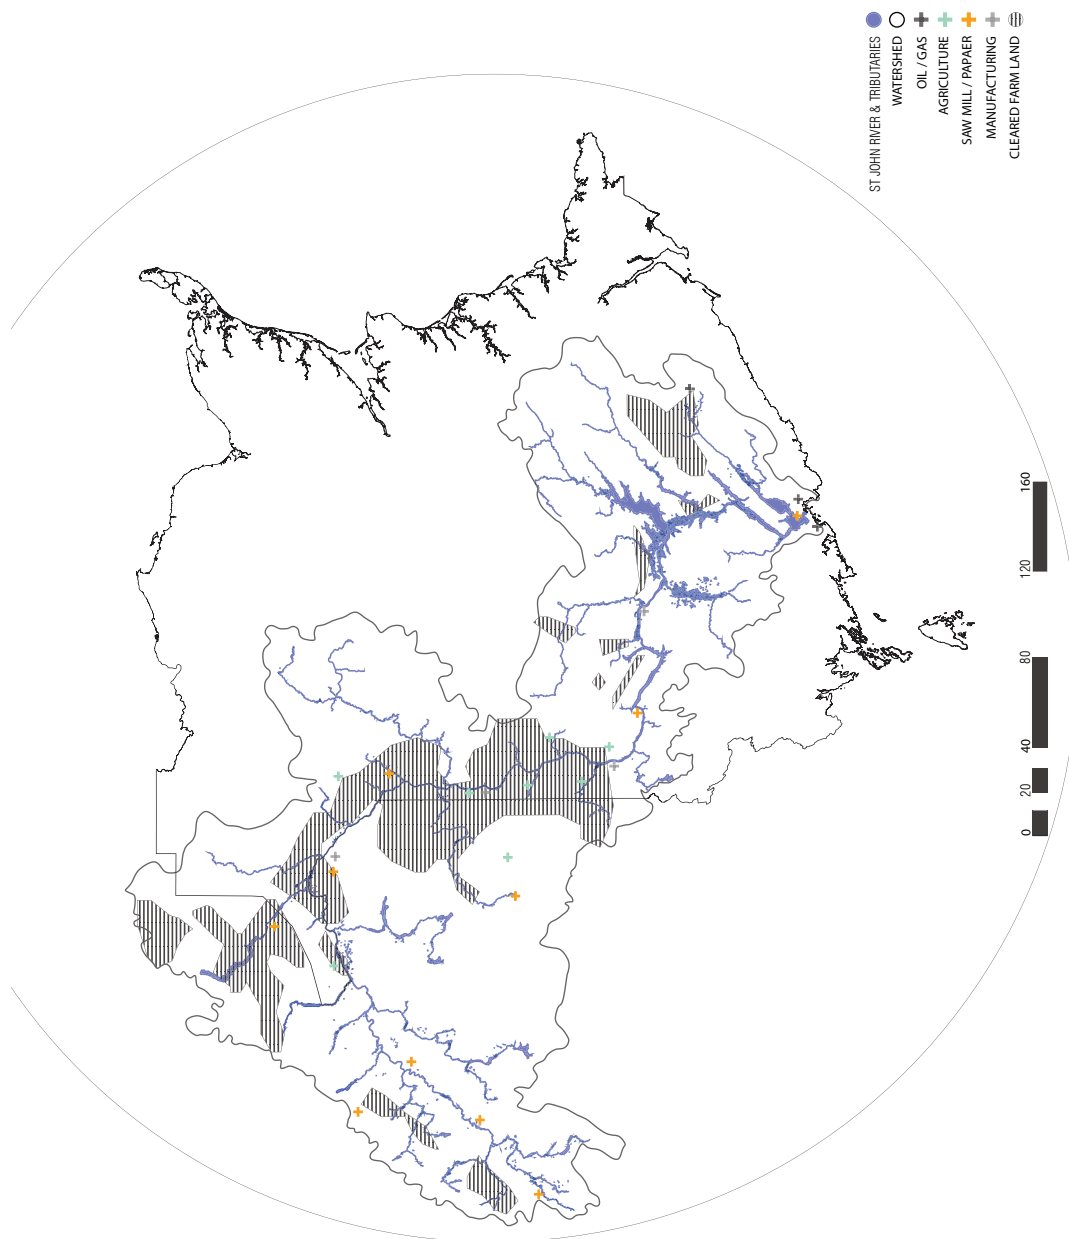 ST JOHN RIVER & TRIBUTARIES
WATERSHED
OIL / GAS
AGRICULTURE
SAW MILL / PAPAER
MANUFACTURING
CLEARED FARM LAND
0
20
40
80
120
160